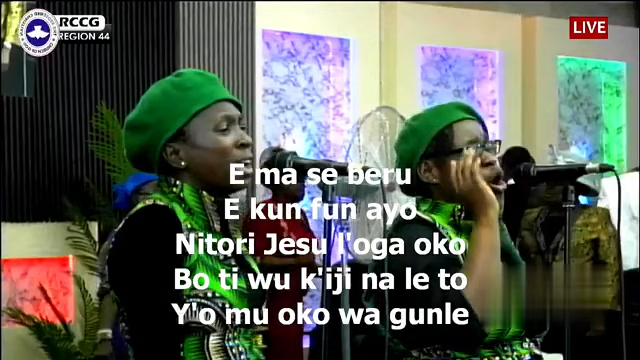 RCCG
REGION 44
LIVE
E ma se beru
E kun fun ayo
Nitori Jesu l'oga oko
Bo ti wu k'iji na le to
Y'o mu oko wa gunle